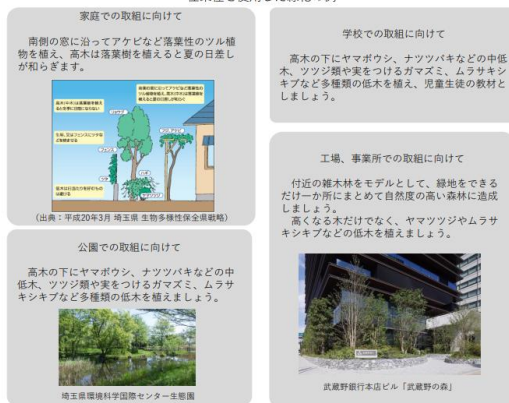 家庭での取組に向けて
南側の窓に沿ってアケビなど落葉性のツル植
物を植え、高木は落葉樹を植えると夏の日差し
が和らぎます。
(出典:平成20年3月 埼玉県 生物多様性保全県戦略)
公園での取組に向けて
高木の下にヤマボウシ、ナツツバキなどの中
低木、ツツジ類や実をつけるガマズミ、ムラサ
キシキブなど多種類の低木を植えましょう。
埼玉県環境科学国際センター生態園
学校での取組に向けて
高木の下にヤマボウシ、ナツツバキなどの中低
木、ツツジ類や実をつけるガマズミ、ムラサキシ
キブなど多種類の低木を植え、児童生徒の教材と
しましょう。
工場、事業所での取組に向けて
付近の雑木林をモデルとして、緑地をできる
だけ一か所にまとめて自然度の高い森林に造成
しましょう。
高くなる木だけでなく、ヤマツツジやムラサ
キシキブなどの低木を植えましょう。
武蔵野銀行本店ビル「武蔵野の森」